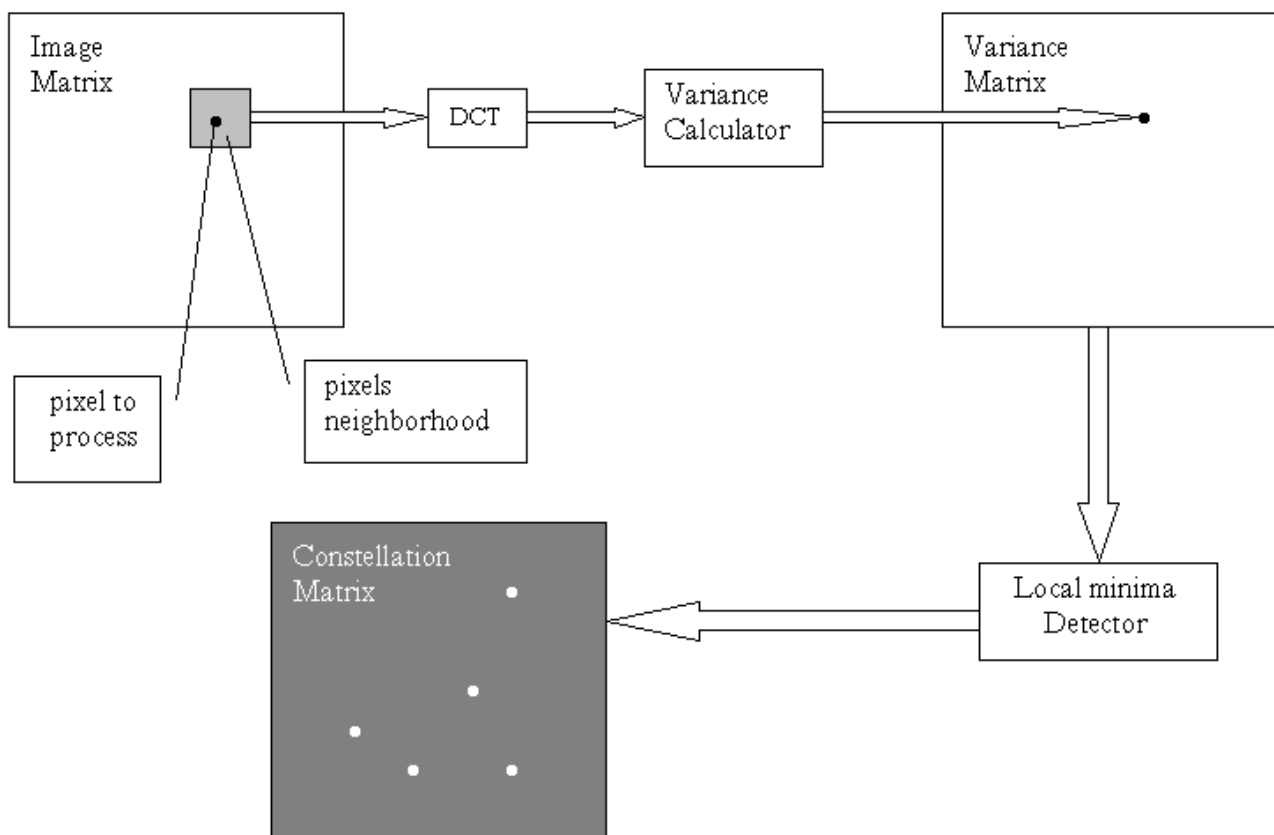 Image
Matrix
DCT
Variance
Calculator
Variance
Matrix
pixel to
process
pixels
neighborhood
Constellation
Matrix
Local minima
Detector